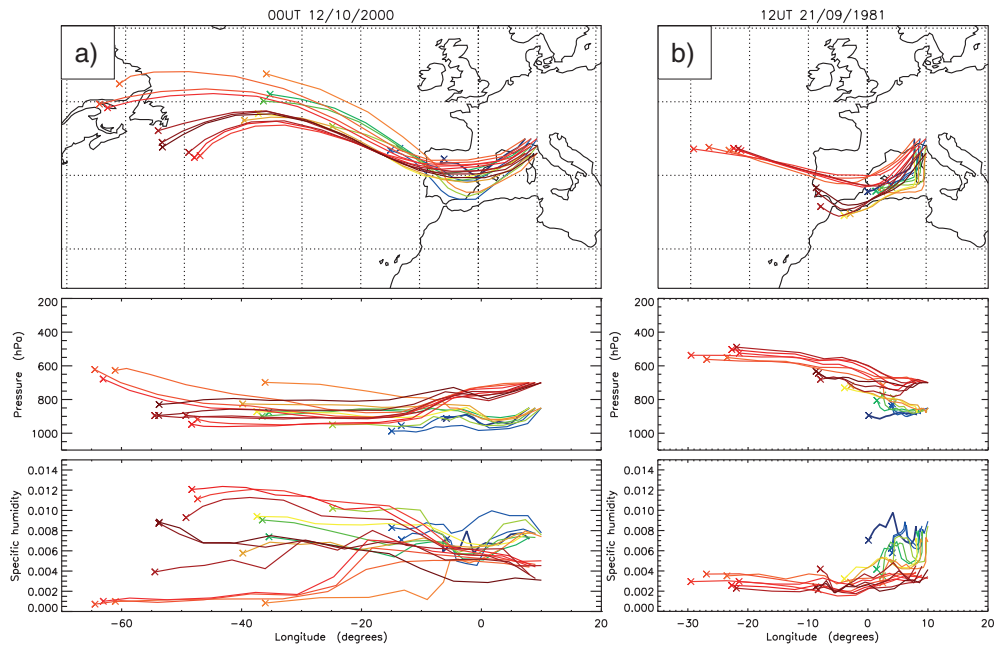 00UT 12/10/2000
12UT 21/09/1981
a)
b)
Pressure (hPa)
200
400
600
800
1000
Pressure (hPa)
200
400
600
800
1000
Specific humidity
0.014
0.012
0.010
0.008
0.006
0.004
0.002
0.000
Specific humidity
0.014
0.012
0.010
0.008
0.006
0.004
0.002
0.000
-60 -40 -20 0 20
Longitude (degrees)
-30 -20 -10 0 10 20
Longitude (degrees)